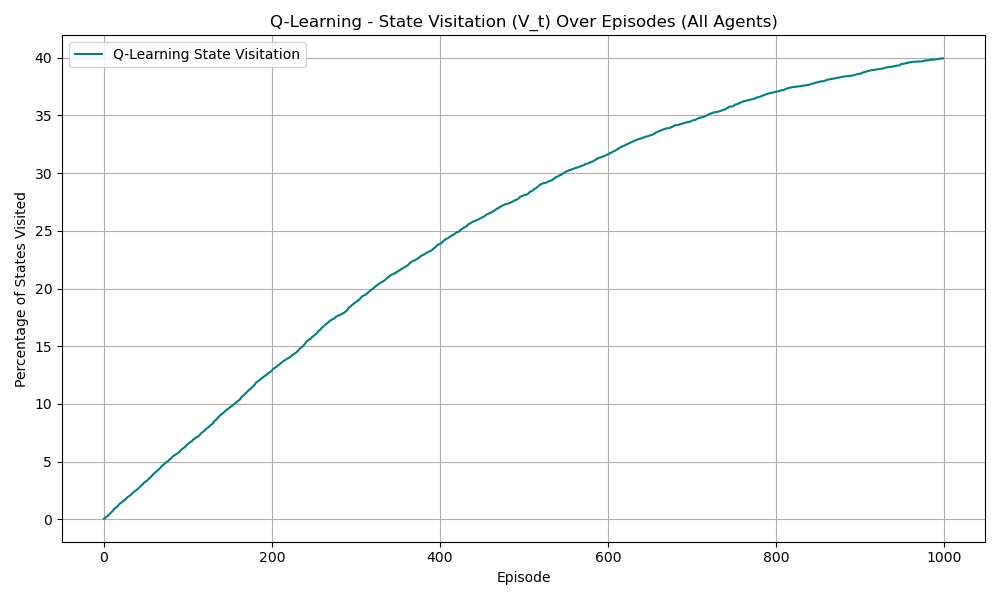 Q-Learning - State Visitation (V_t) Over Episodes (All Agents)
Q-Learning State Visitation
Percentage of States Visited
40
35
30
25
20
15
10
5
0
0 200 400 600 800 1000
Episode